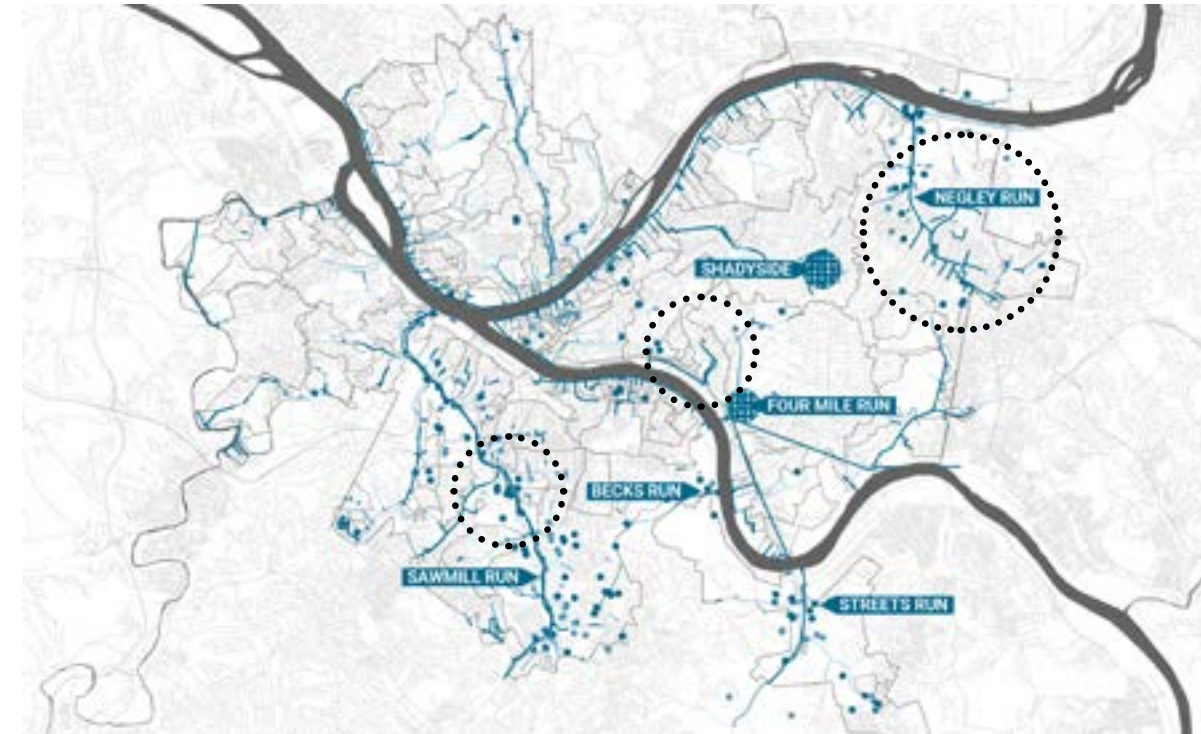 NEGLEY RUN
SHADYSIDE
FOUR MILE RUN
BECKS RUN
SAWMILL RUN
STREETS RUN